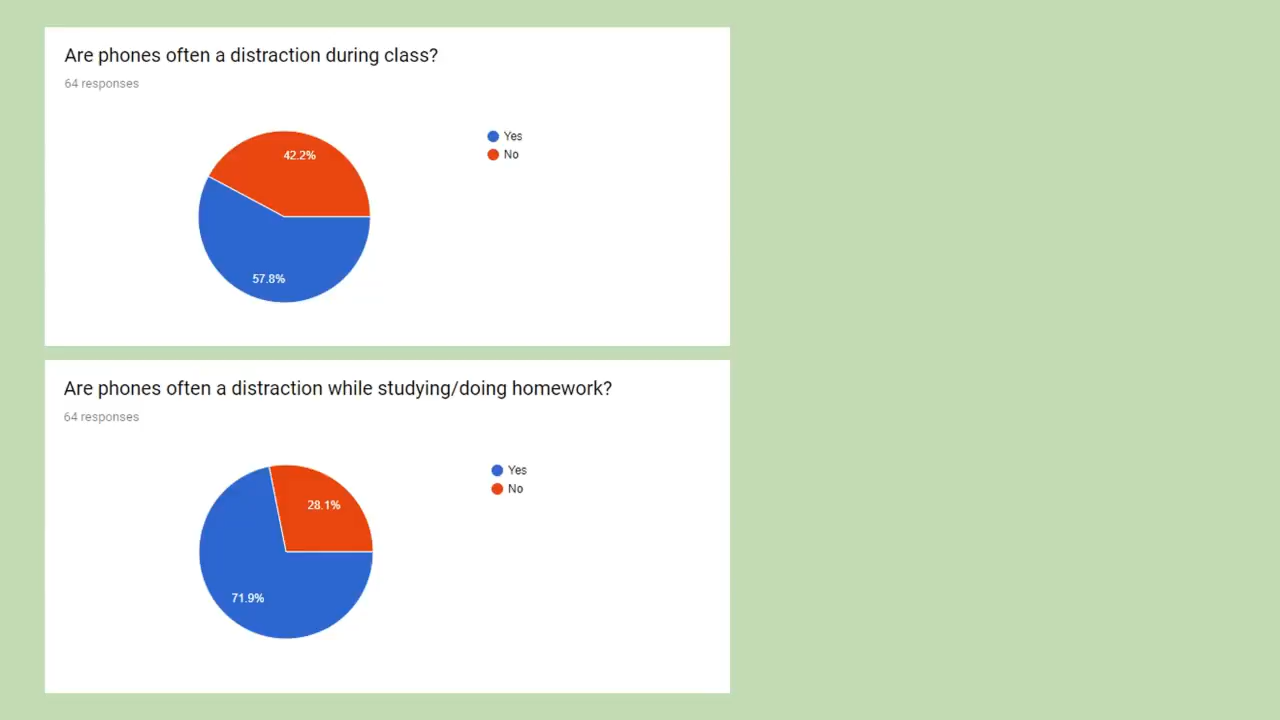 Are phones often a distraction during class?
64 responses
Yes
No
42.2%
57.8%
Are phones often a distraction while studying/doing homework?
64 responses
Yes
No
28.1%
71.9%